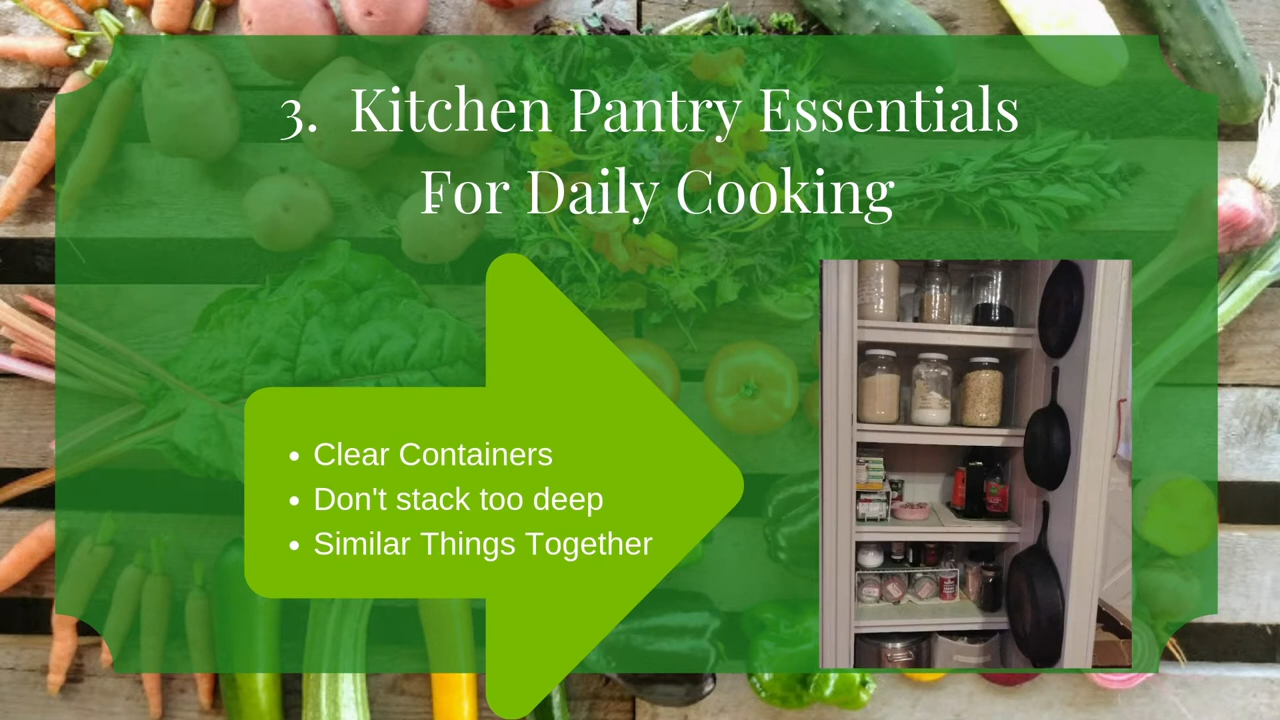 3. Kitchen Pantry Essentials
For Daily Cooking
• Clear Containers
• Don't stack too deep
• Similar Things Together